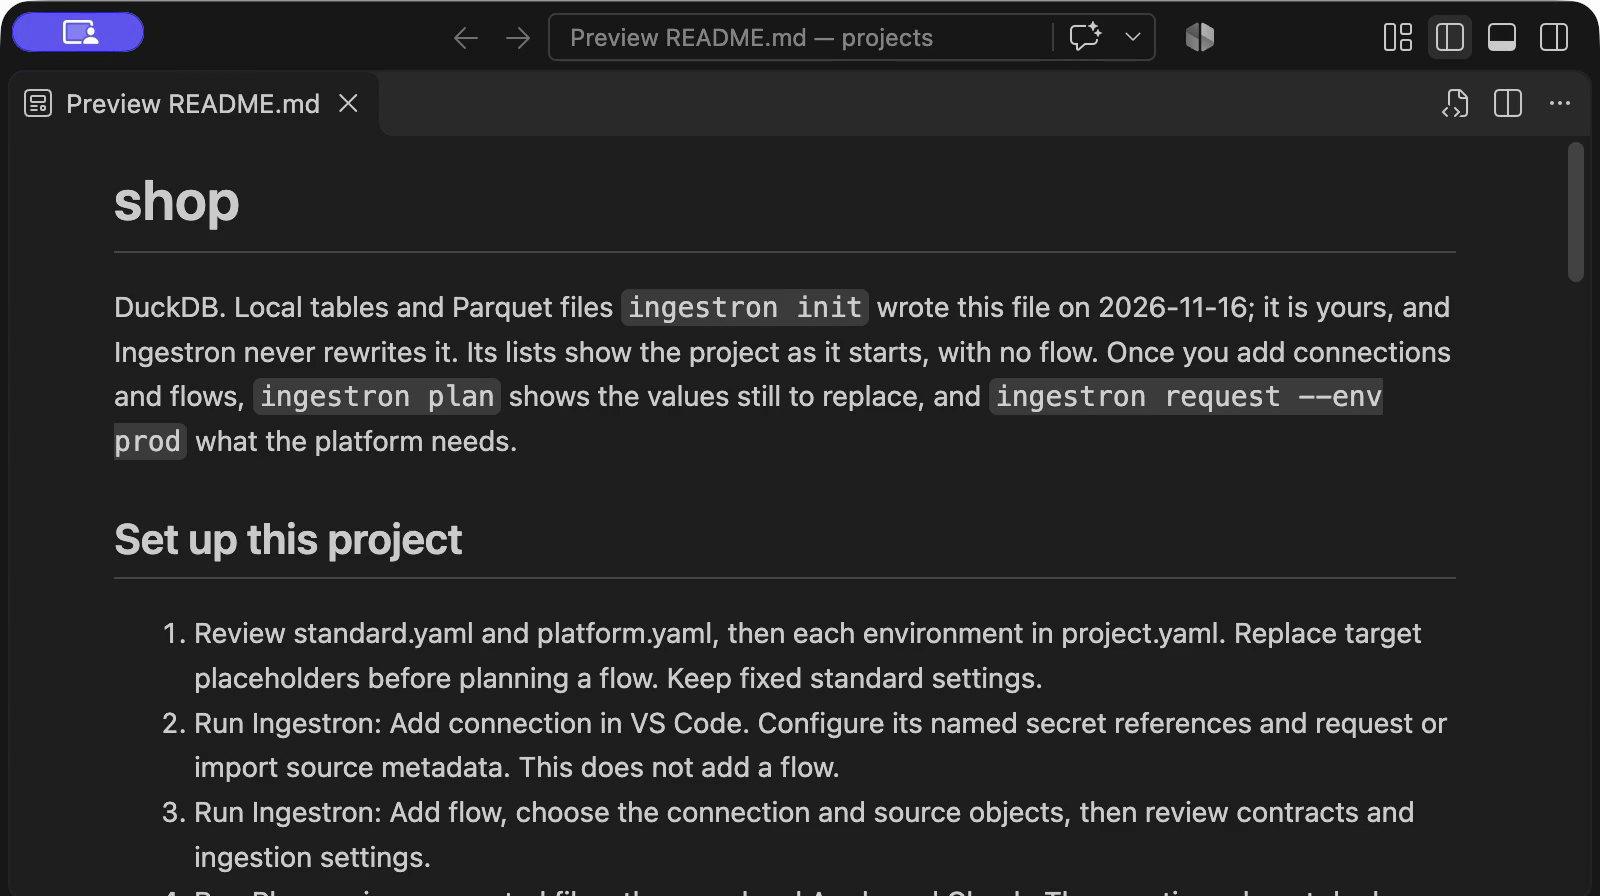 Preview README.md — projects
Preview README.md
shop
DuckDB. Local tables and Parquet files ingestron init wrote this file on 2026-11-16; it is yours, and
Ingestron never rewrites it. Its lists show the project as it starts, with no flow. Once you add connections
and flows, ingestron plan shows the values still to replace, and ingestron request --env
prod what the platform needs.
Set up this project
1. Review standard.yaml and platform.yaml, then each environment in project.yaml. Replace target
placeholders before planning a flow. Keep fixed standard settings.
2. Run Ingestron: Add connection in VS Code. Configure its named secret references and request or
import source metadata. This does not add a flow.
3. Run Ingestron: Add flow, choose the connection and source objects, then review contracts and
ingestion settings.